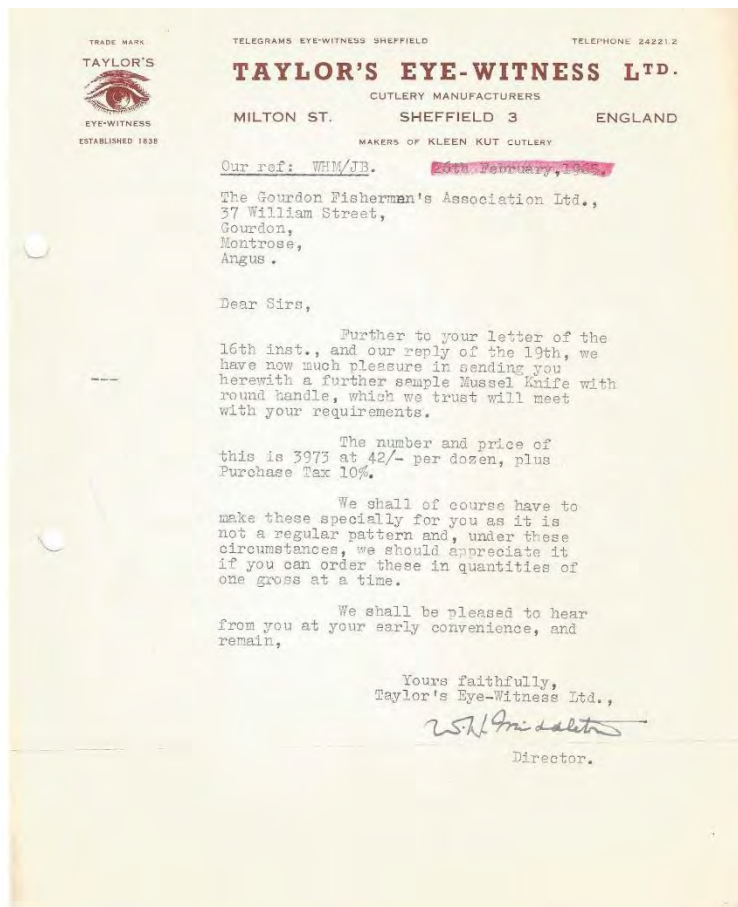 TRADE MARK
TAYLOR'S
EYE-WITNESS
ESTABLISHED 1838
TELEGRAMS EYE-WITNESS SHEFFIELD TELEPHONE 24221.2
TAYLOR'S EYE-WITNESS LTD.
CUTLERY MANUFACTURERS
MILTON ST. SHEFFIELD 3 ENGLAND
MAKERS OF KLEEN KUT CUTLERY
Our ref: WHM/JB. 26th February, 1965.
The Gourdon Fisherman's Association Ltd.,
37 William Street,
Gourdon,
Montrose,
Angus.
Dear Sirs,
Further to your letter of the
16th inst., and our reply of the 19th, we
have now much pleasure in sending you
herewith a further sample Mussel Knife with
round handle, which we trust will meet
with your requirements.
The number and price of
this is 3973 at 42/- per dozen, plus
Purchase Tax 10%.
We shall of course have to
make these specially for you as it is
not a regular pattern and, under these
circumstances, we should appreciate it
if you can order these in quantities of
one gross at a time.
We shall be pleased to hear
from you at your early convenience, and
remain,
Yours faithfully,
Taylor's Eye-Witness Ltd.,
W.H. Middleton
Director.